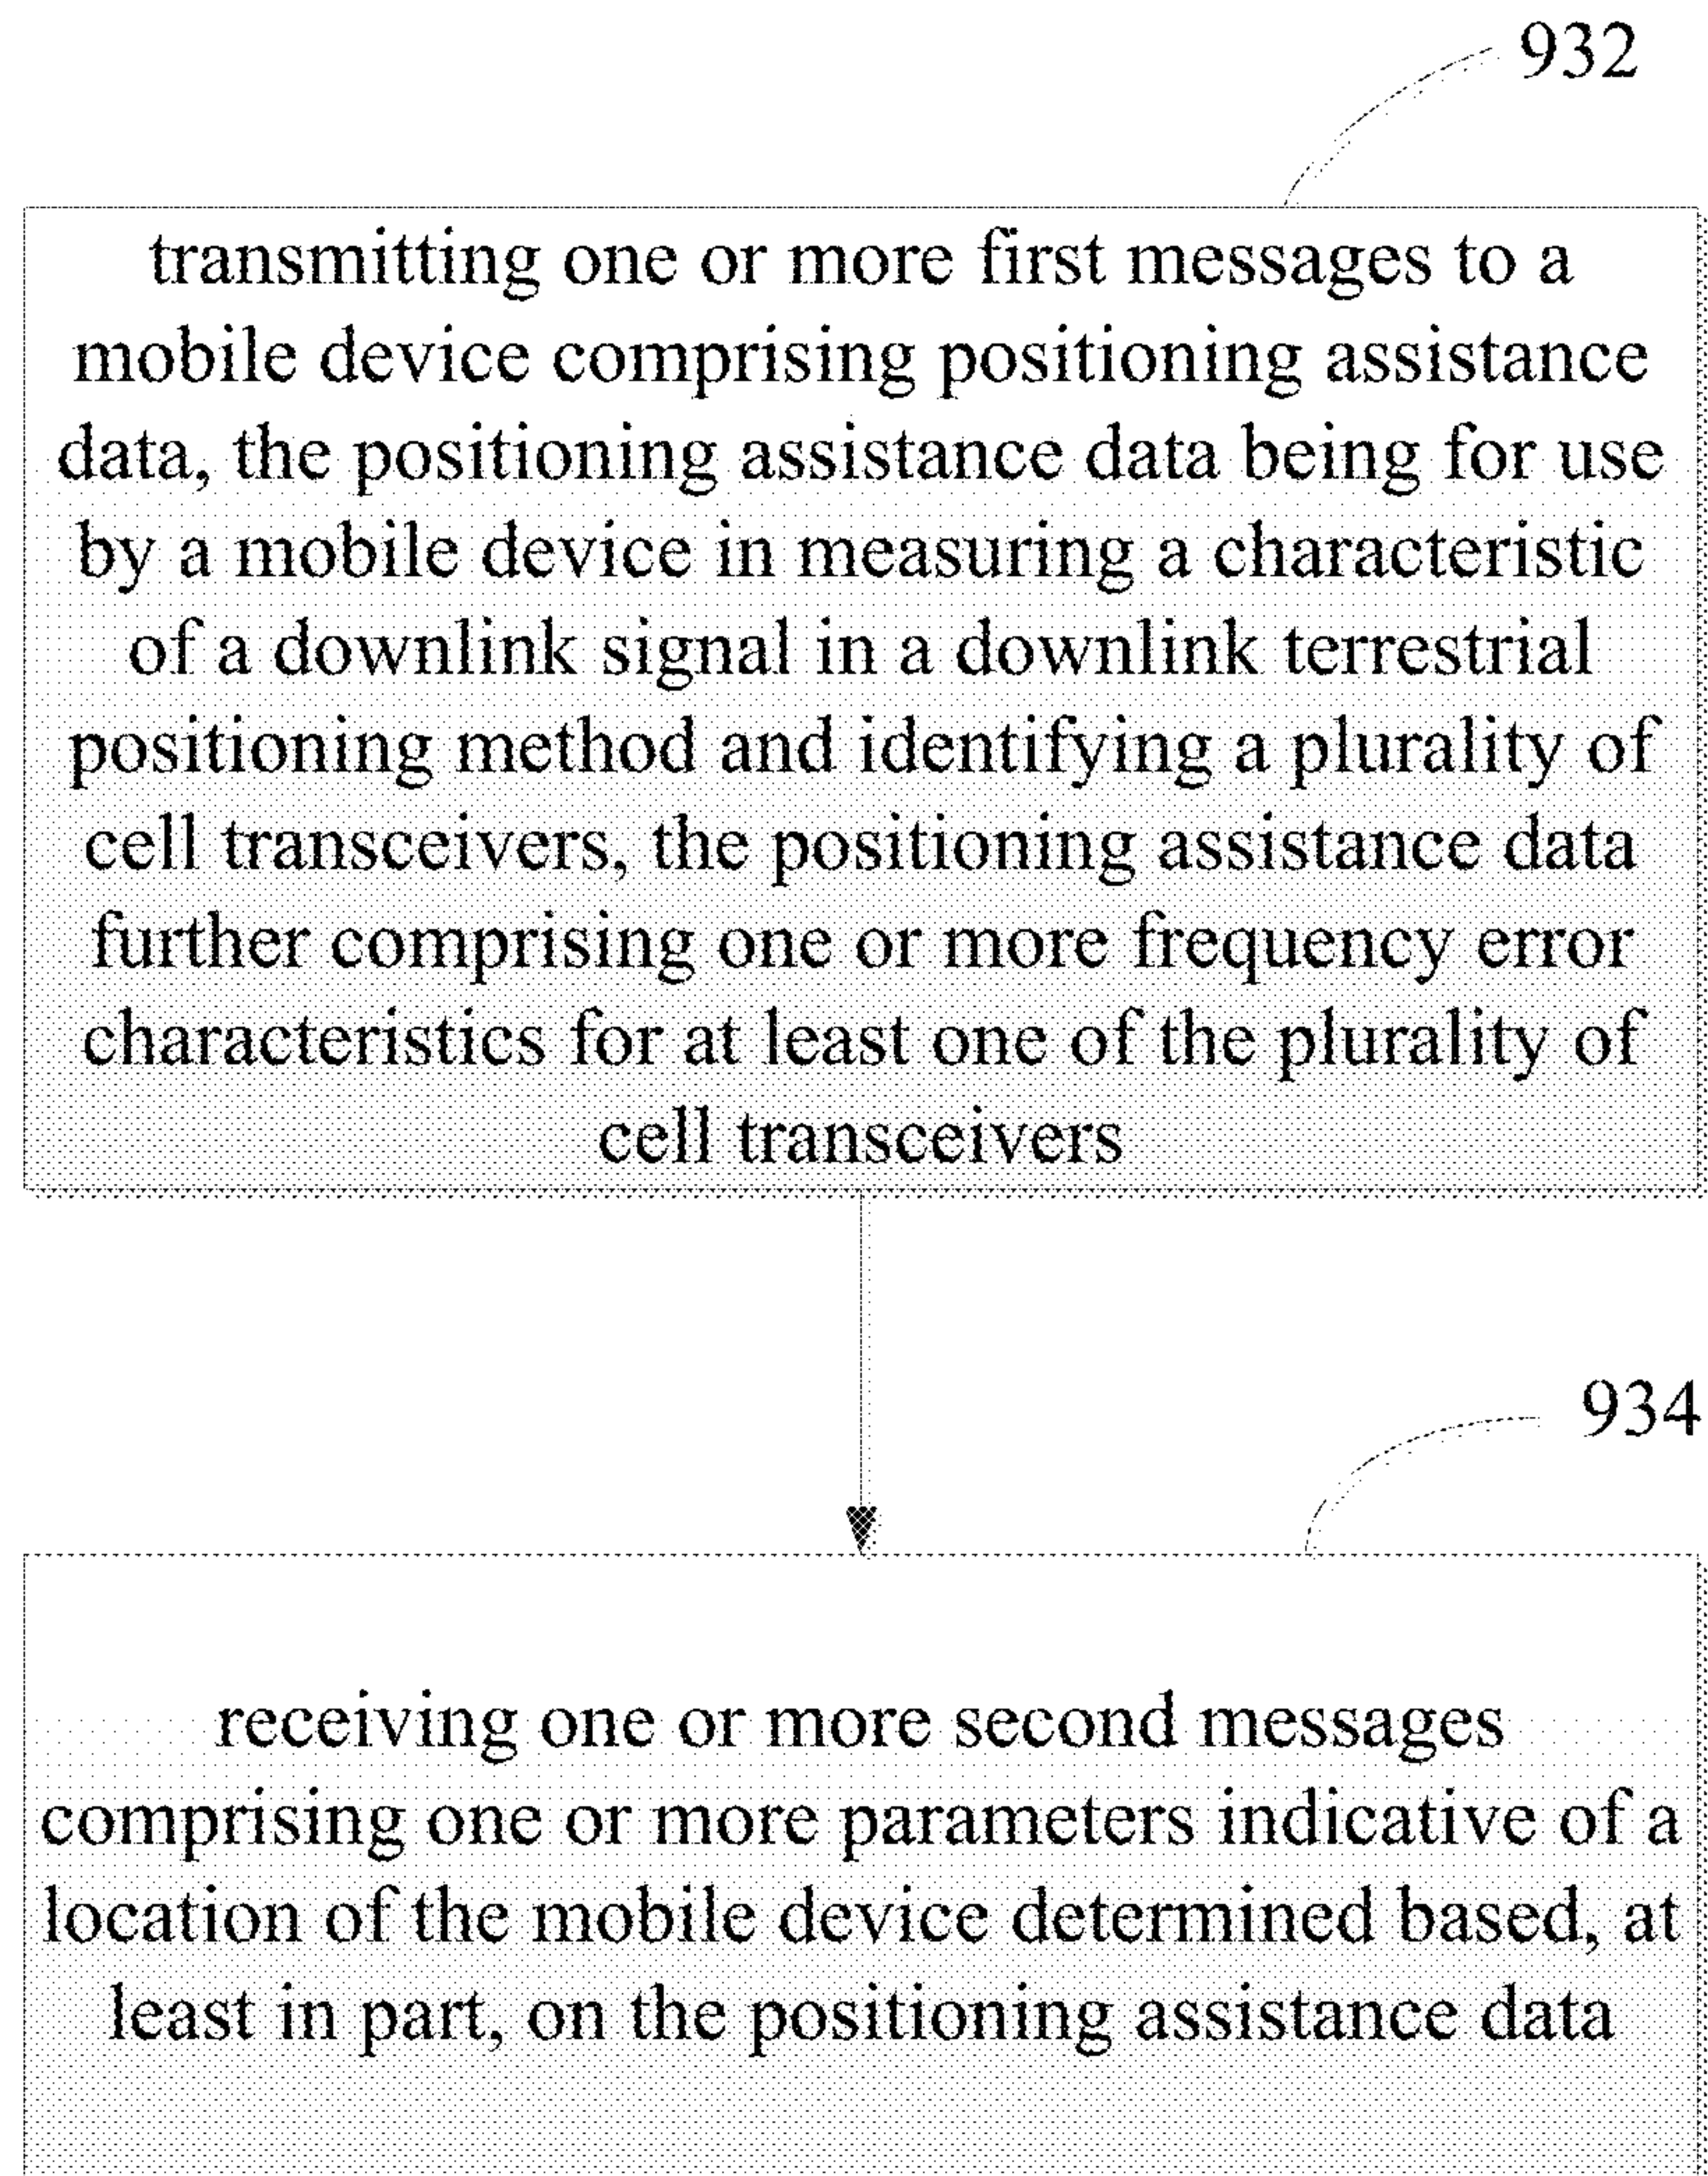 932
transmitting one or more first messages to a
mobile device comprising positioning assistance
data, the positioning assistance data being for use
by a mobile device in measuring a characteristic
of a downlink signal in a downlink terrestrial
positioning method and identifying a plurality of
cell transceivers, the positioning assistance data
further comprising one or more frequency error
characteristics for at least one of the plurality of
cell transceivers
934
receiving one or more second messages
comprising one or more parameters indicative of a
location of the mobile device determined based, at
least in part, on the positioning assistance data